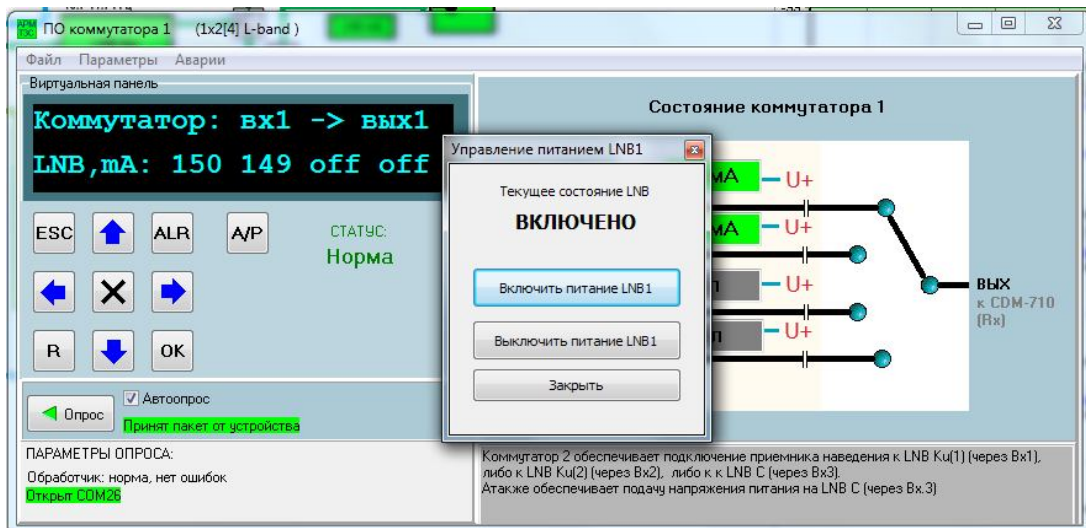 ПО коммутатора 1 (1x2[4] L-band )
Файл Параметры Аварии
Виртуальная панель
Коммутатор: вх1 -> вых1
LNB,mA: 150 149 off off
ESC
ALR
A/P
СТАТУС:
Норма
R
OK
Опрос
Автоопрос
Принят пакет от устройства
ПАРАМЕТРЫ ОПРОСА:
Обработчик: норма, нет ошибок
Открыт COM26
Управление питанием LNB1
Текущее состояние LNB
ВКЛЮЧЕНО
Включить питание LNB1
Выключить питание LNB1
Закрыть
Состояние коммутатора 1
мА U+
мА U+
U+
U+
ВЫХ
к CDM-710
(Rx)
Коммутатор 2 обеспечивает подключение приемника наведения к LNB Ku(1) (через Вх1),
либо к LNB Ku(2) (через Вх2), либо к к LNB C (через Вх3).
Атакже обеспечивает подачу напряжения питания на LNB C (через Вх.3)